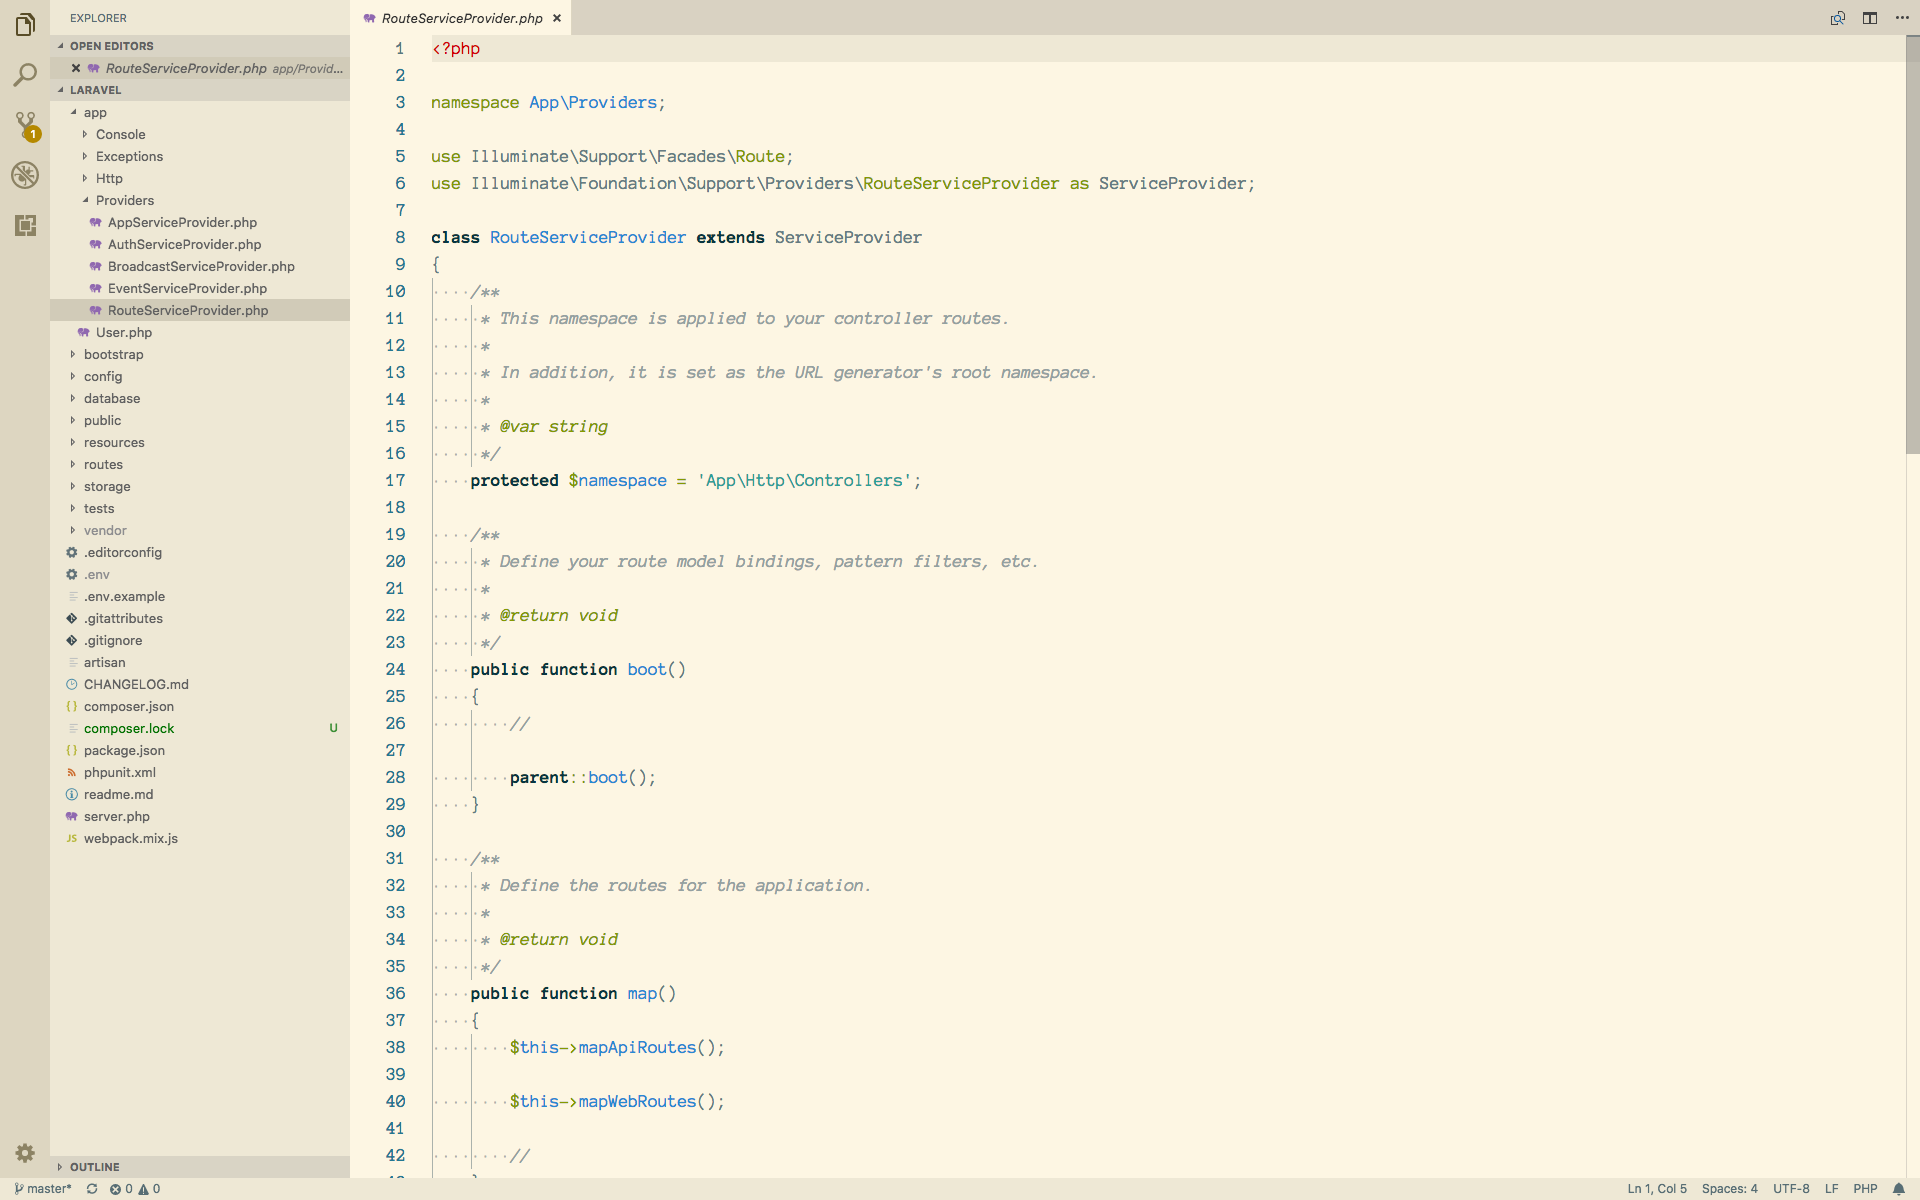 EXPLORER
OPEN EDITORS
RouteServiceProvider.php app/Provid...
LARAVEL
app
Console
Exceptions
Http
Providers
AppServiceProvider.php
AuthServiceProvider.php
BroadcastServiceProvider.php
EventServiceProvider.php
RouteServiceProvider.php
User.php
bootstrap
config
database
public
resources
routes
storage
tests
vendor
.editorconfig
.env
.env.example
.gitattributes
.gitignore
artisan
CHANGELOG.md
composer.json
composer.lock U
package.json
phpunit.xml
readme.md
server.php
JS webpack.mix.js
OUTLINE
1
RouteServiceProvider.php
1 <?php
2
3 namespace App\Providers;
4
5 use Illuminate\Support\Facades\Route;
6 use Illuminate\Foundation\Support\Providers\RouteServiceProvider as ServiceProvider;
7
8 class RouteServiceProvider extends ServiceProvider
9 {
10 /**
11 * This namespace is applied to your controller routes.
12 *
13 * In addition, it is set as the URL generator's root namespace.
14 *
15 * @var string
16 */
17 protected $namespace = 'App\Http\Controllers';
18
19 /**
20 * Define your route model bindings, pattern filters, etc.
21 *
22 * @return void
23 */
24 public function boot()
25 {
26 //
27
28 parent::boot();
29 }
30
31 /**
32 * Define the routes for the application.
33 *
34 * @return void
35 */
36 public function map()
37 {
38 $this->mapApiRoutes();
39
40 $this->mapWebRoutes();
41
42 //
master* 0 0 Ln 1, Col 5 Spaces: 4 UTF-8 LF PHP